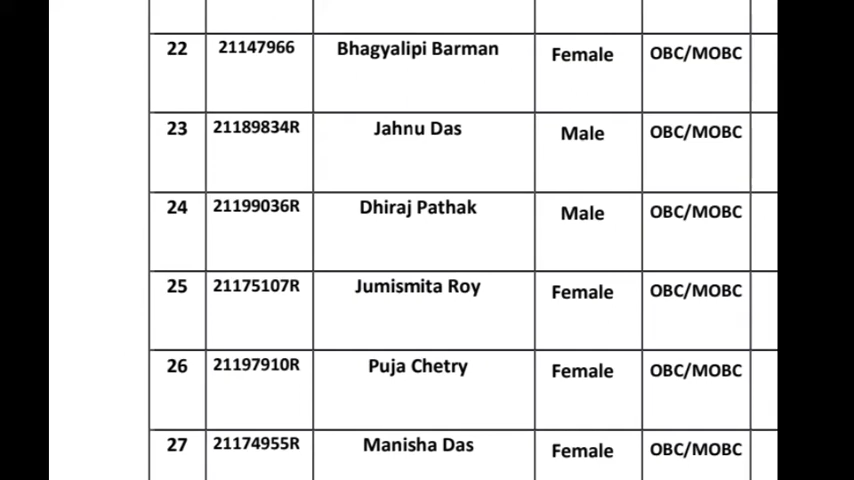 22 21147966 Bhagyalipi Barman Female OBC/MOBC
23 21189834R Jahnu Das Male OBC/MOBC
24 21199036R Dhiraj Pathak Male OBC/MOBC
25 21175107R Jumismita Roy Female OBC/MOBC
26 21197910R Puja Chetry Female OBC/MOBC
27 21174955R Manisha Das Female OBC/MOBC